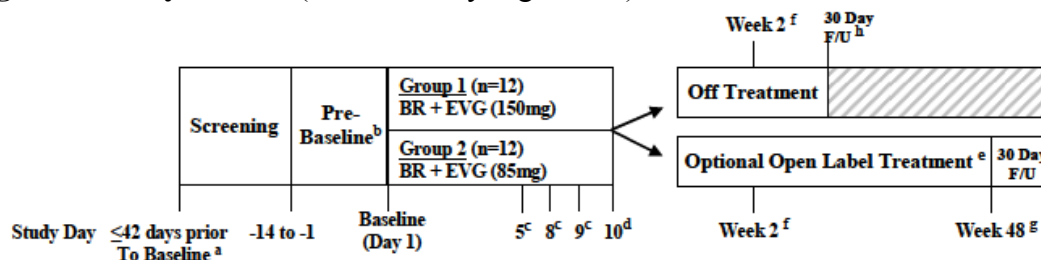 Week 2 f
30 Day
F/U h
Group 1 (n=12)
BR + EVG (150mg)
Off Treatment
Screening
Pre-
Baseline b
Group 2 (n=12)
BR + EVG (85mg)
Optional Open Label Treatment e
30 Day
F/U
Study Day
≤42 days prior
To Baseline a
-14 to -1
Baseline
(Day 1)
5c
8c
9c
10d
Week 2 f
Week 48 g